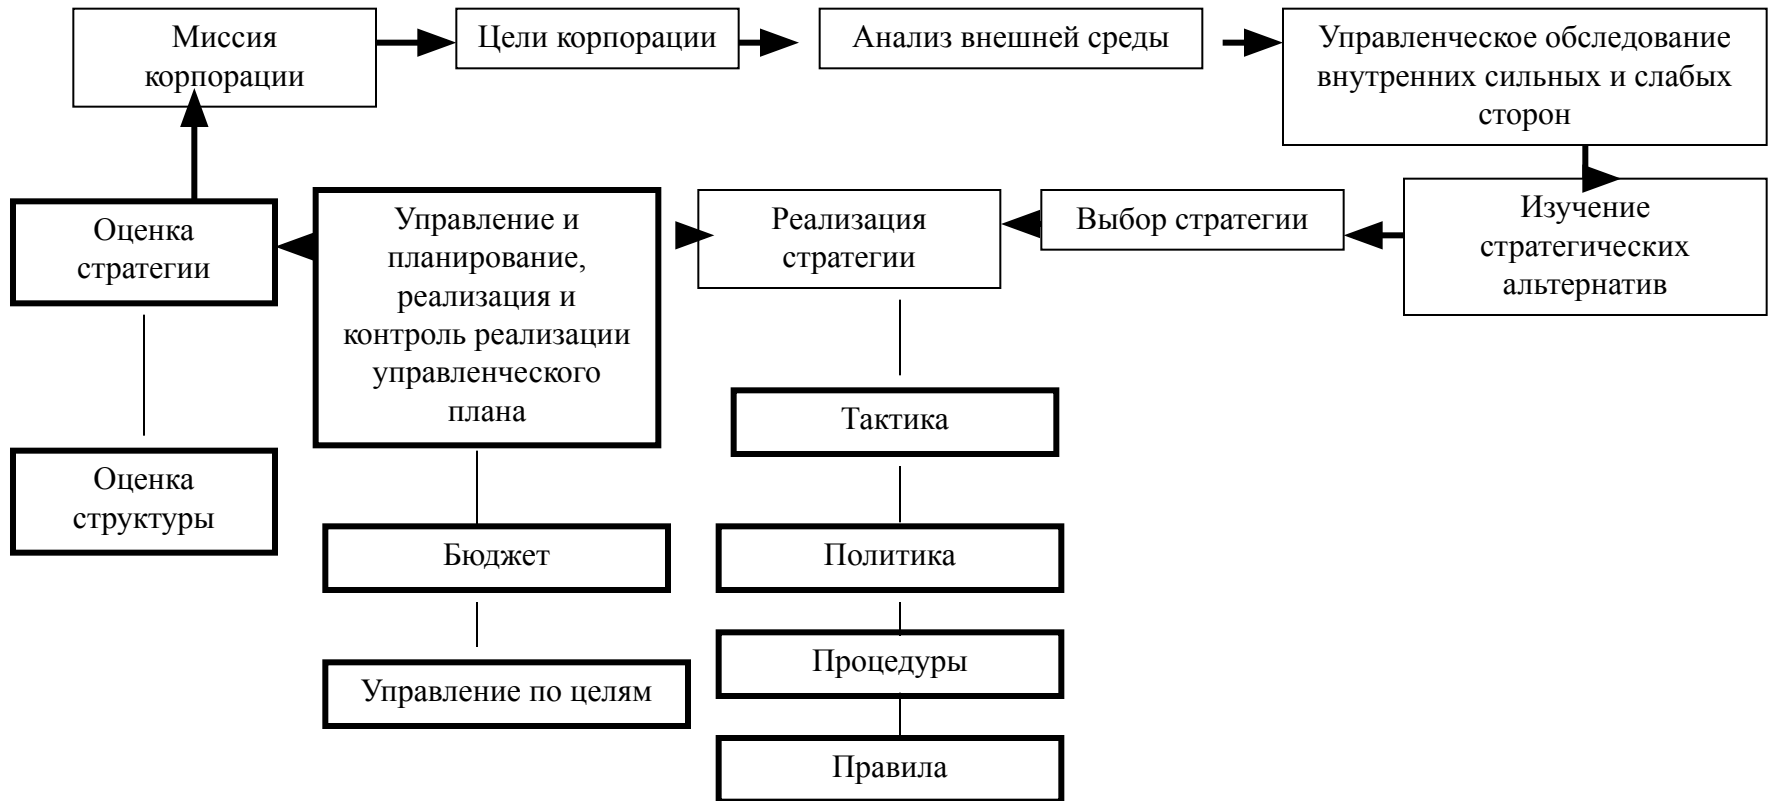 Миссия
корпорации
Цели корпорации
Анализ внешней среды
Управленческое обследование
внутренних сильных и слабых
сторон
Оценка
стратегии
Управление и
планирование,
реализация и
контроль реализации
управленческого
плана
Реализация
стратегии
Выбор стратегии
Изучение
стратегических
альтернатив
Тактика
Оценка
структуры
Бюджет
Политика
Процедуры
Управление по целям
Правила